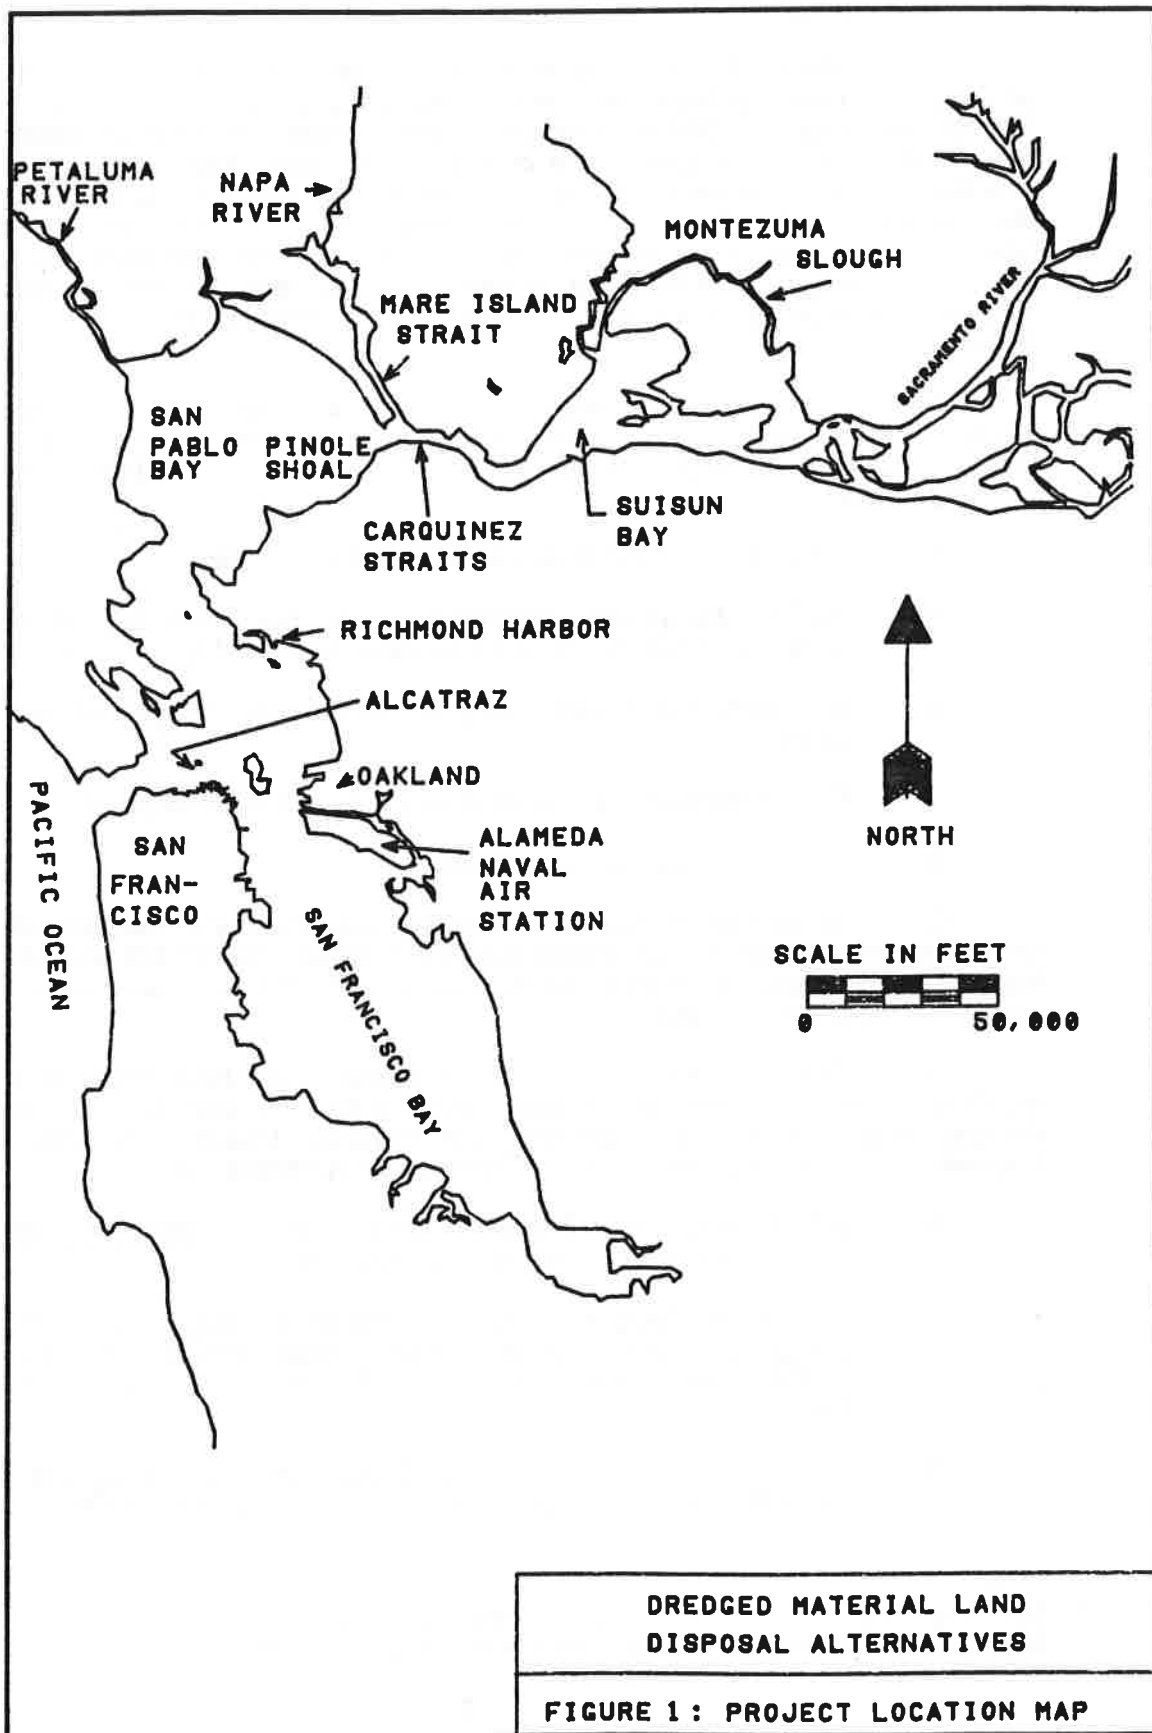 PETALUMA
RIVER
NAPA
RIVER
MONTEZUMA
SLOUGH
MARE ISLAND
STRAIT
SACRAMENTO RIVER
SAN
PABLO
BAY
PINOLE
SHOAL
CARQUINEZ
STRAITS
SUISUN
BAY
RICHMOND HARBOR
ALCATRAZ
OAKLAND
PACIFIC OCEAN
SAN
FRAN-
CISCO
ALAMEDA
NAVAL
AIR
STATION
SAN FRANCISCO BAY
NORTH
SCALE IN FEET
0 50,000
DREDGED MATERIAL LAND
DISPOSAL ALTERNATIVES
FIGURE 1: PROJECT LOCATION MAP